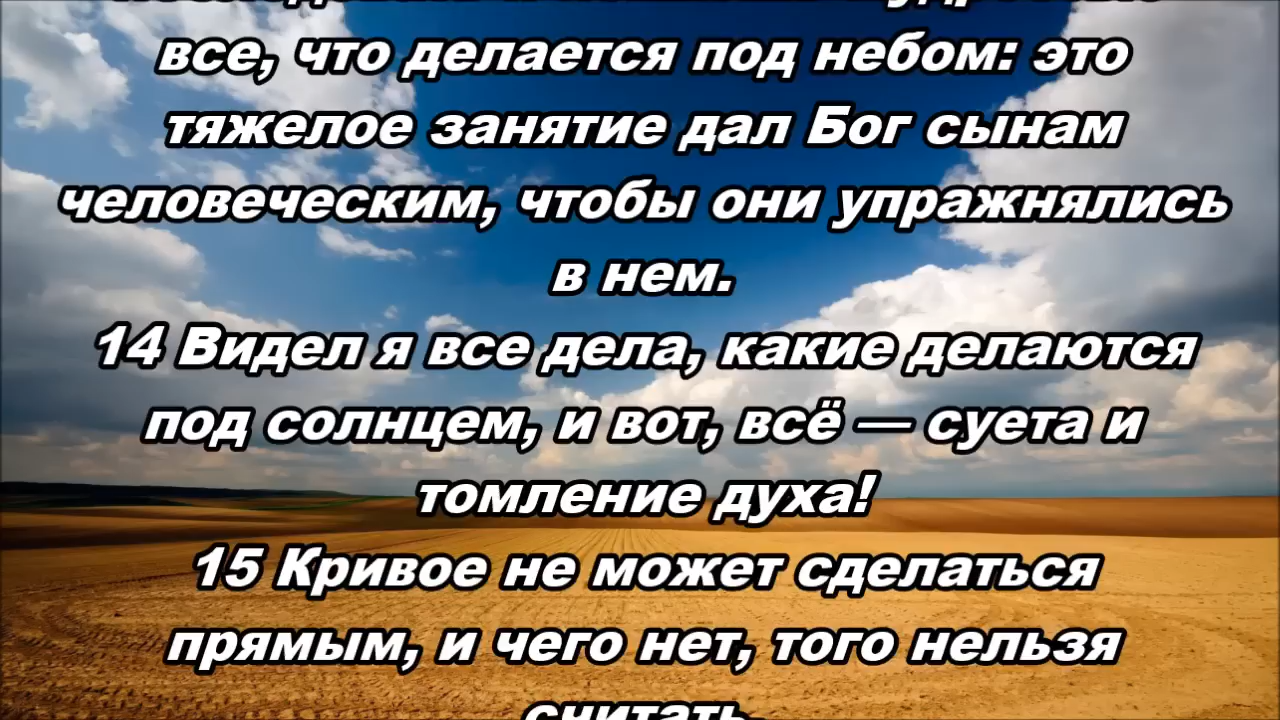 все, что делается под небом: это
тяжелое занятие дал Бог сынам
человеческим, чтобы они упражнялись
в нем.
14 Видел я все дела, какие делаются
под солнцем, и вот, всё — суета и
томление духа!
15 Кривое не может сделаться
прямым, и чего нет, того нельзя
считать.